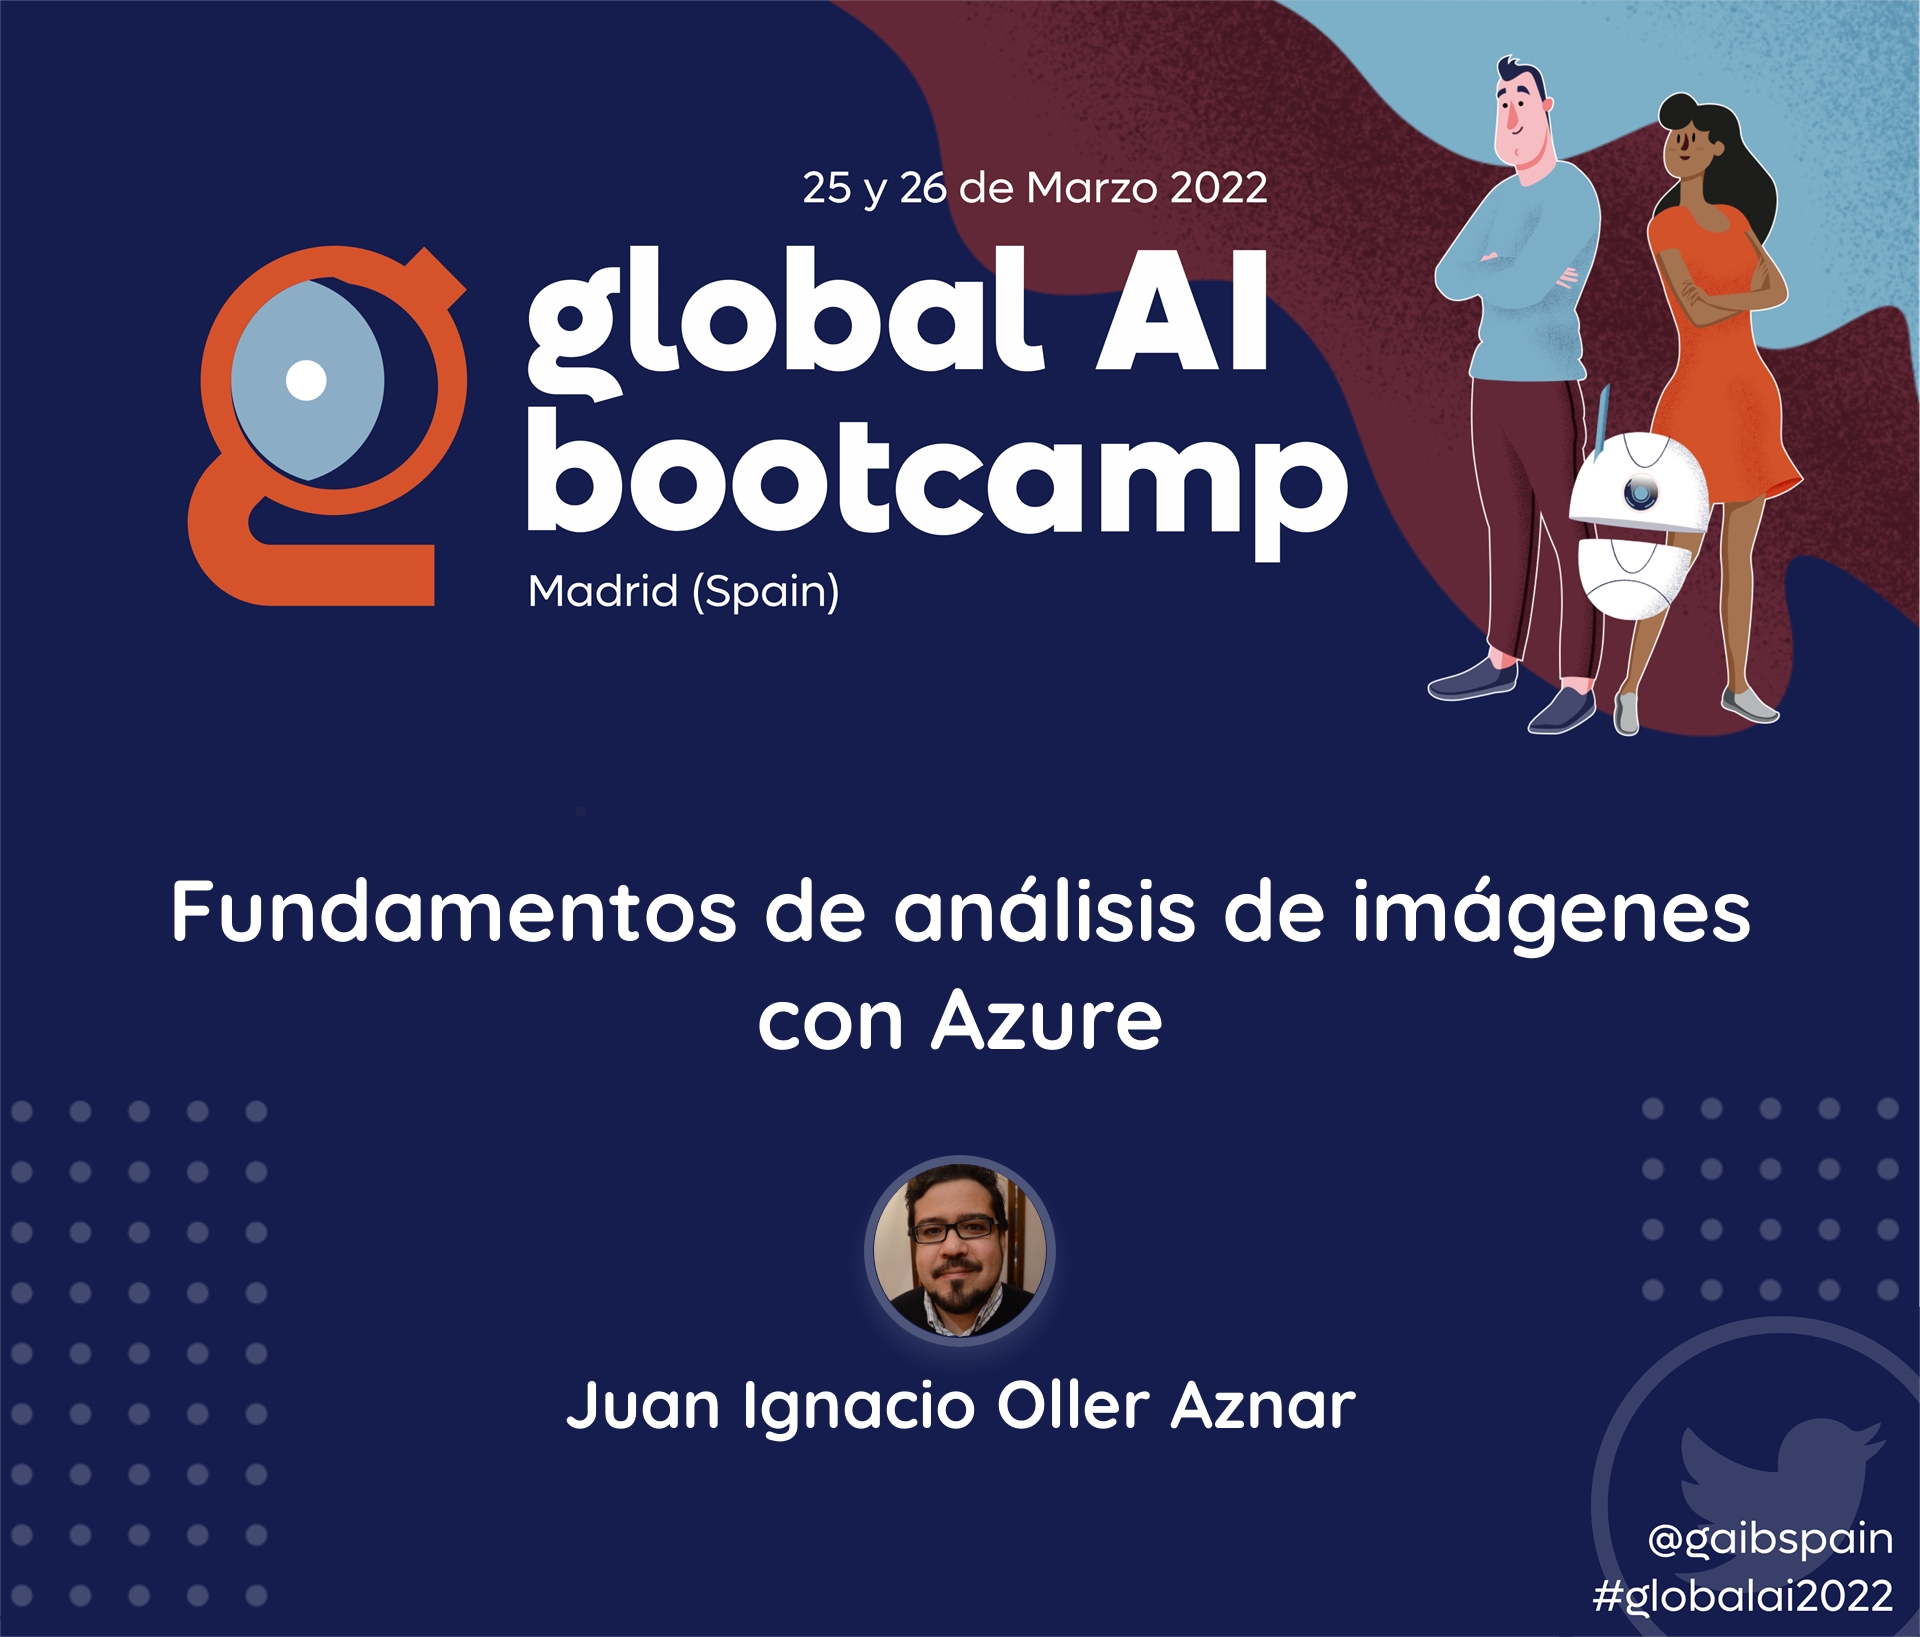 25 y 26 de Marzo 2022
global AI
bootcamp
Madrid (Spain)
Fundamentos de análisis de imágenes
con Azure
Juan Ignacio Oller Aznar
@gaibspain
#globalai2022